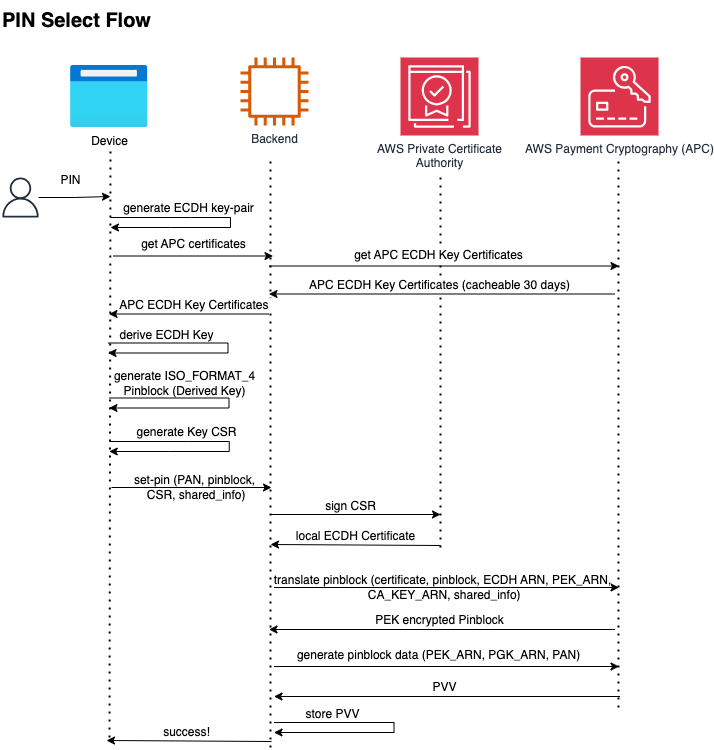 PIN Select Flow
Device
Backend
AWS Private Certificate
Authority
AWS Payment Cryptography (APC)
PIN
generate ECDH key-pair
get APC certificates
get APC ECDH Key Certificates
APC ECDH Key Certificates (cacheable 30 days)
APC ECDH Key Certificates
derive ECDH Key
generate ISO_FORMAT_4
Pinblock (Derived Key)
generate Key CSR
set-pin (PAN, pinblock,
CSR, shared_info)
sign CSR
local ECDH Certificate
translate pinblock (certificate, pinblock, ECDH ARN, PEK_ARN,
CA_KEY_ARN, shared_info)
PEK encrypted Pinblock
generate pinblock data (PEK_ARN, PGK_ARN, PAN)
PVV
store PVV
success!